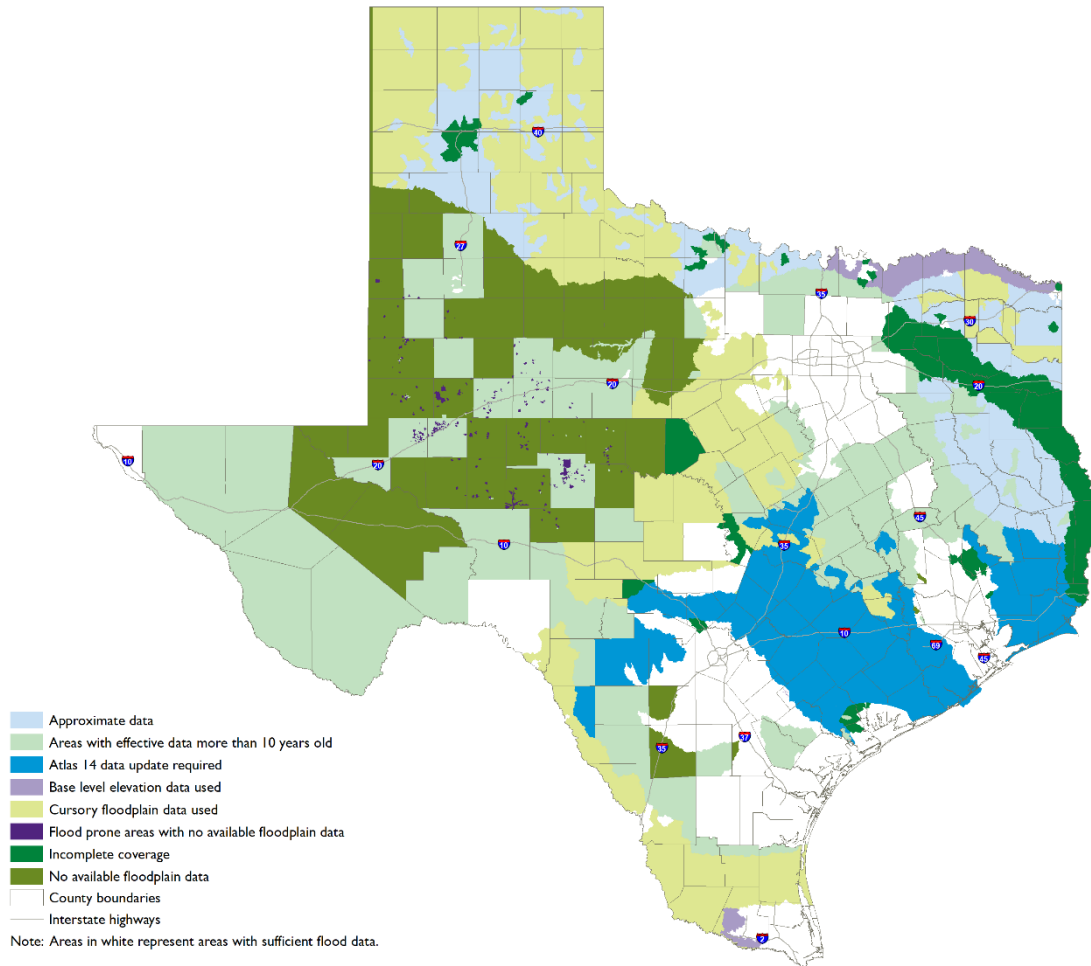 40
27
35
30
20
20
10
20
45
10
35
10
69
45
35
37
2
Approximate data
Areas with effective data more than 10 years old
Atlas 14 data update required
Base level elevation data used
Cursory floodplain data used
Flood prone areas with no available floodplain data
Incomplete coverage
No available floodplain data
County boundaries
Interstate highways
Note: Areas in white represent areas with sufficient flood data.